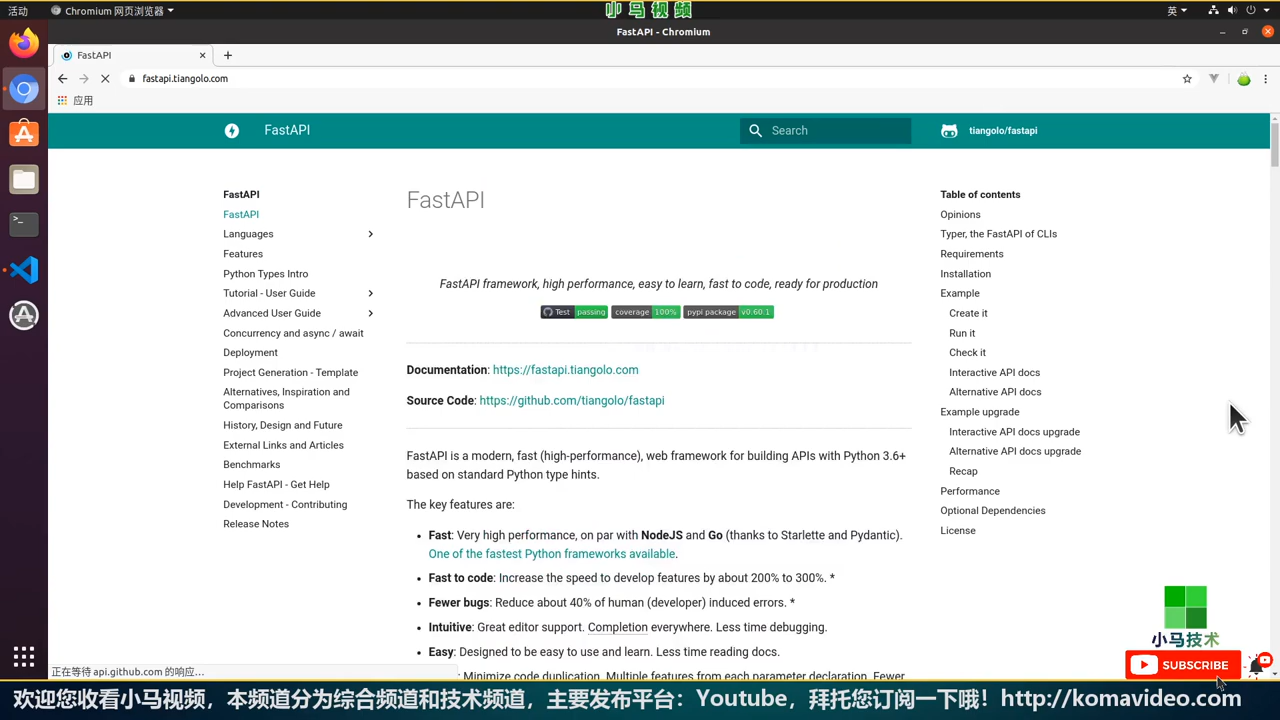 活动
Chromium 网页浏览器
小马视频
英
FastAPI - Chromium
FastAPI
fastapi.tiangolo.com
应用
FastAPI
Search
tiangolo/fastapi
FastAPI
FastAPI
Languages
Features
Python Types Intro
Tutorial - User Guide
Advanced User Guide
Concurrency and async / await
Deployment
Project Generation - Template
Alternatives, Inspiration and
Comparisons
History, Design and Future
External Links and Articles
Benchmarks
Help FastAPI - Get Help
Development - Contributing
Release Notes
FastAPI
FastAPI framework, high performance, easy to learn, fast to code, ready for production
Test passing coverage 100% pypi package v0.60.1
Documentation: https://fastapi.tiangolo.com
Source Code: https://github.com/tiangolo/fastapi
FastAPI is a modern, fast (high-performance), web framework for building APIs with Python 3.6+
based on standard Python type hints.
The key features are:
Fast: Very high performance, on par with NodeJS and Go (thanks to Starlette and Pydantic).
One of the fastest Python frameworks available.
Fast to code: Increase the speed to develop features by about 200% to 300%. *
Fewer bugs: Reduce about 40% of human (developer) induced errors. *
Intuitive: Great editor support. Completion everywhere. Less time debugging.
Easy: Designed to be easy to use and learn. Less time reading docs.
Minimize code duplication. Multiple features from each parameter declaration. Fewer
Table of contents
Opinions
Typer, the FastAPI of CLIs
Requirements
Installation
Example
Create it
Run it
Check it
Interactive API docs
Alternative API docs
Example upgrade
Interactive API docs upgrade
Alternative API docs upgrade
Recap
Performance
Optional Dependencies
License
小马技术
SUBSCRIBE
正在等待 api.github.com 的响应…
欢迎您收看小马视频，本频道分为综合频道和技术频道，主要发布平台：Youtube，拜托您订阅一下哦！http://komavideo.com